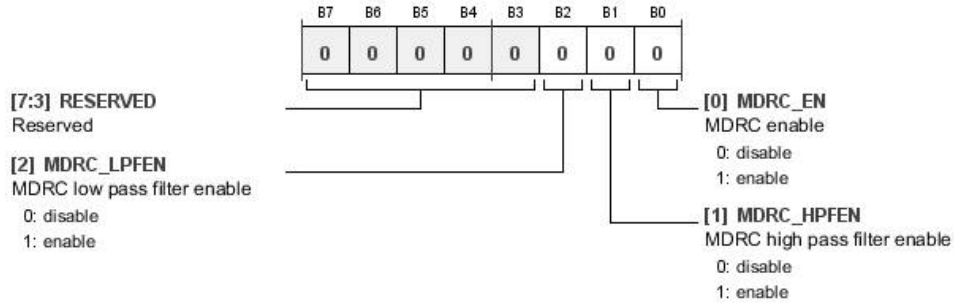 B7 B6 B5 B4 B3 B2 B1 B0
0 0 0 0 0 0 0 0
[7:3] RESERVED
Reserved
[2] MDRC_LPFEN
MDRC low pass filter enable
0: disable
1: enable
[0] MDRC_EN
MDRC enable
0: disable
1: enable
[1] MDRC_HPFEN
MDRC high pass filter enable
0: disable
1: enable